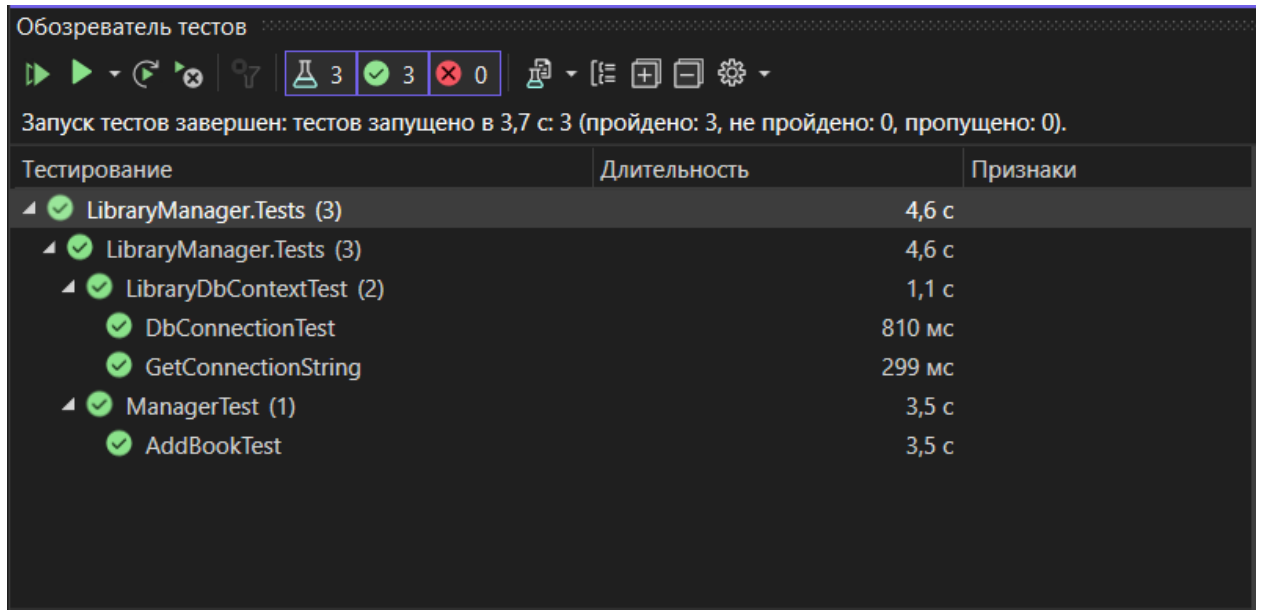 Обозреватель тестов
3 3 0
Запуск тестов завершен: тестов запущено в 3,7 с: 3 (пройдено: 3, не пройдено: 0, пропущено: 0).
Тестирование Длительность Признаки
LibraryManager.Tests (3) 4,6 с
LibraryManager.Tests (3) 4,6 с
LibraryDbContextTest (2) 1,1 с
DbConnectionTest 810 мс
GetConnectionString 299 мс
ManagerTest (1) 3,5 с
AddBookTest 3,5 с